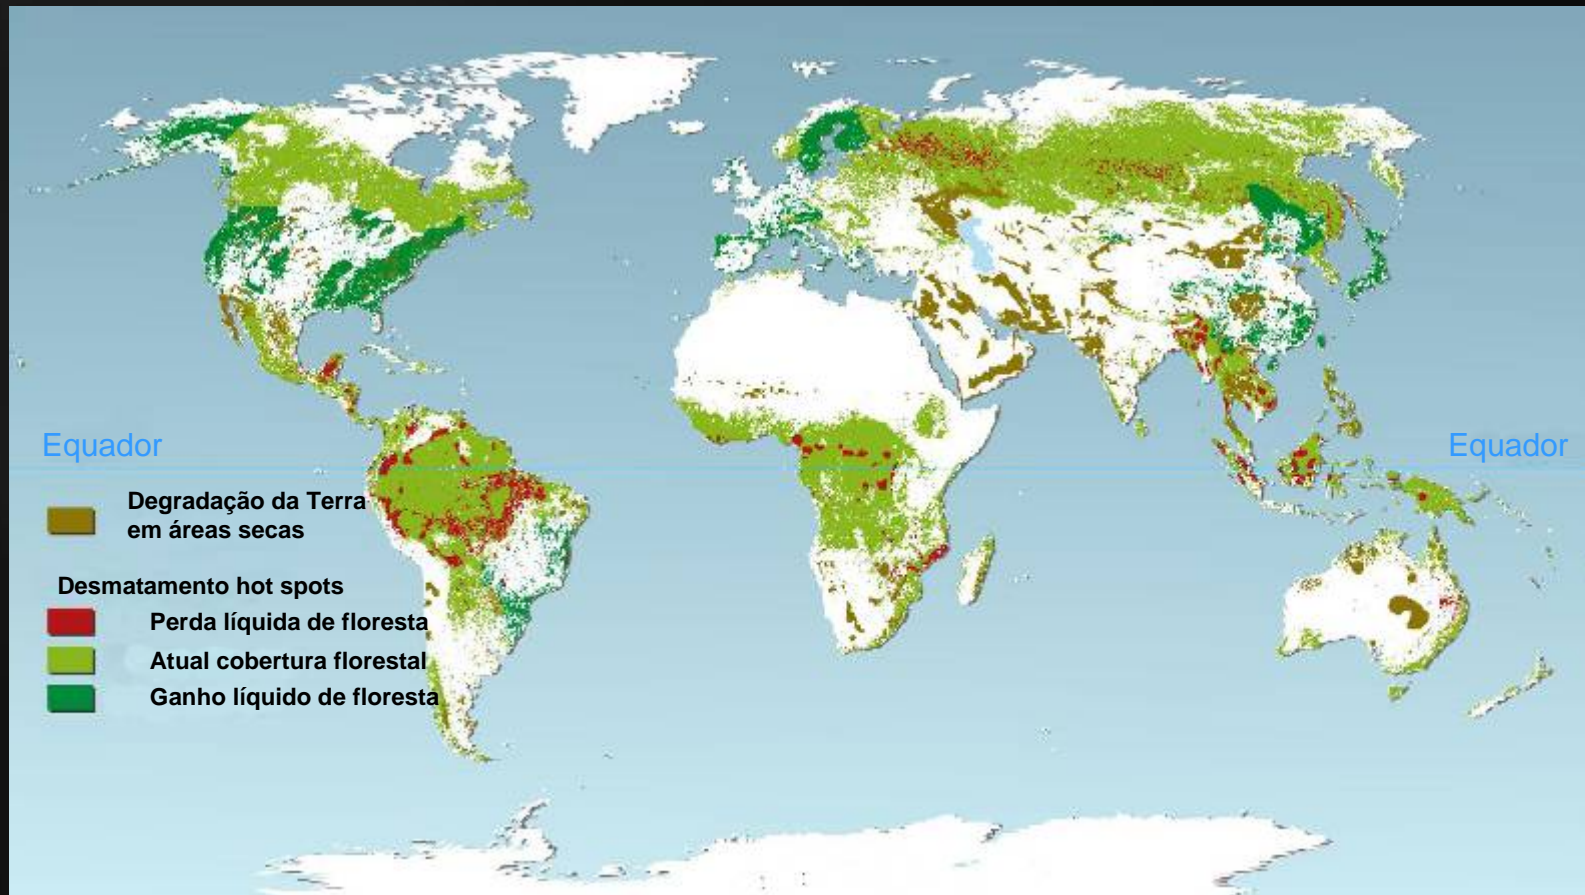 Equador
Equador
Degradação da Terra
em áreas secas
Desmatamento hot spots
Perda líquida de floresta
Atual cobertura florestal
Ganho líquido de floresta